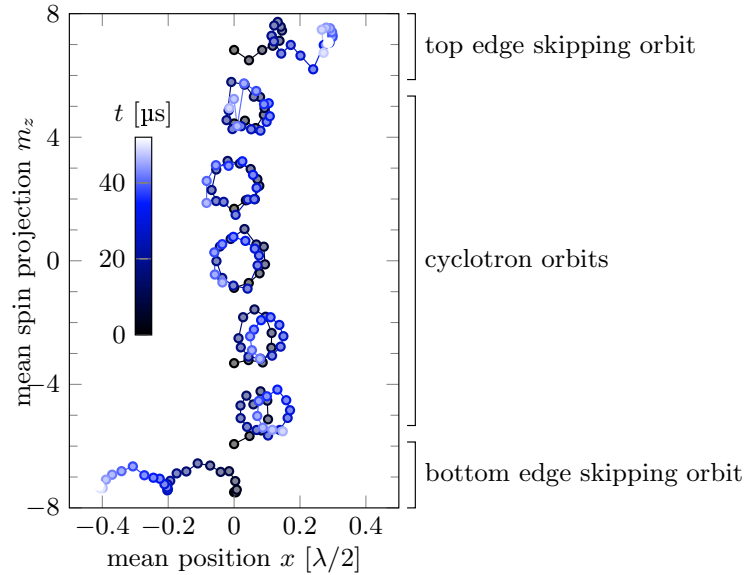 8
top edge skipping orbit
t [µs]
4
40
20
0
0
cyclotron orbits
mean spin projection m_z
−4
bottom edge skipping orbit
−8
−0.4 −0.2 0 0.2 0.4
mean position x [λ/2]